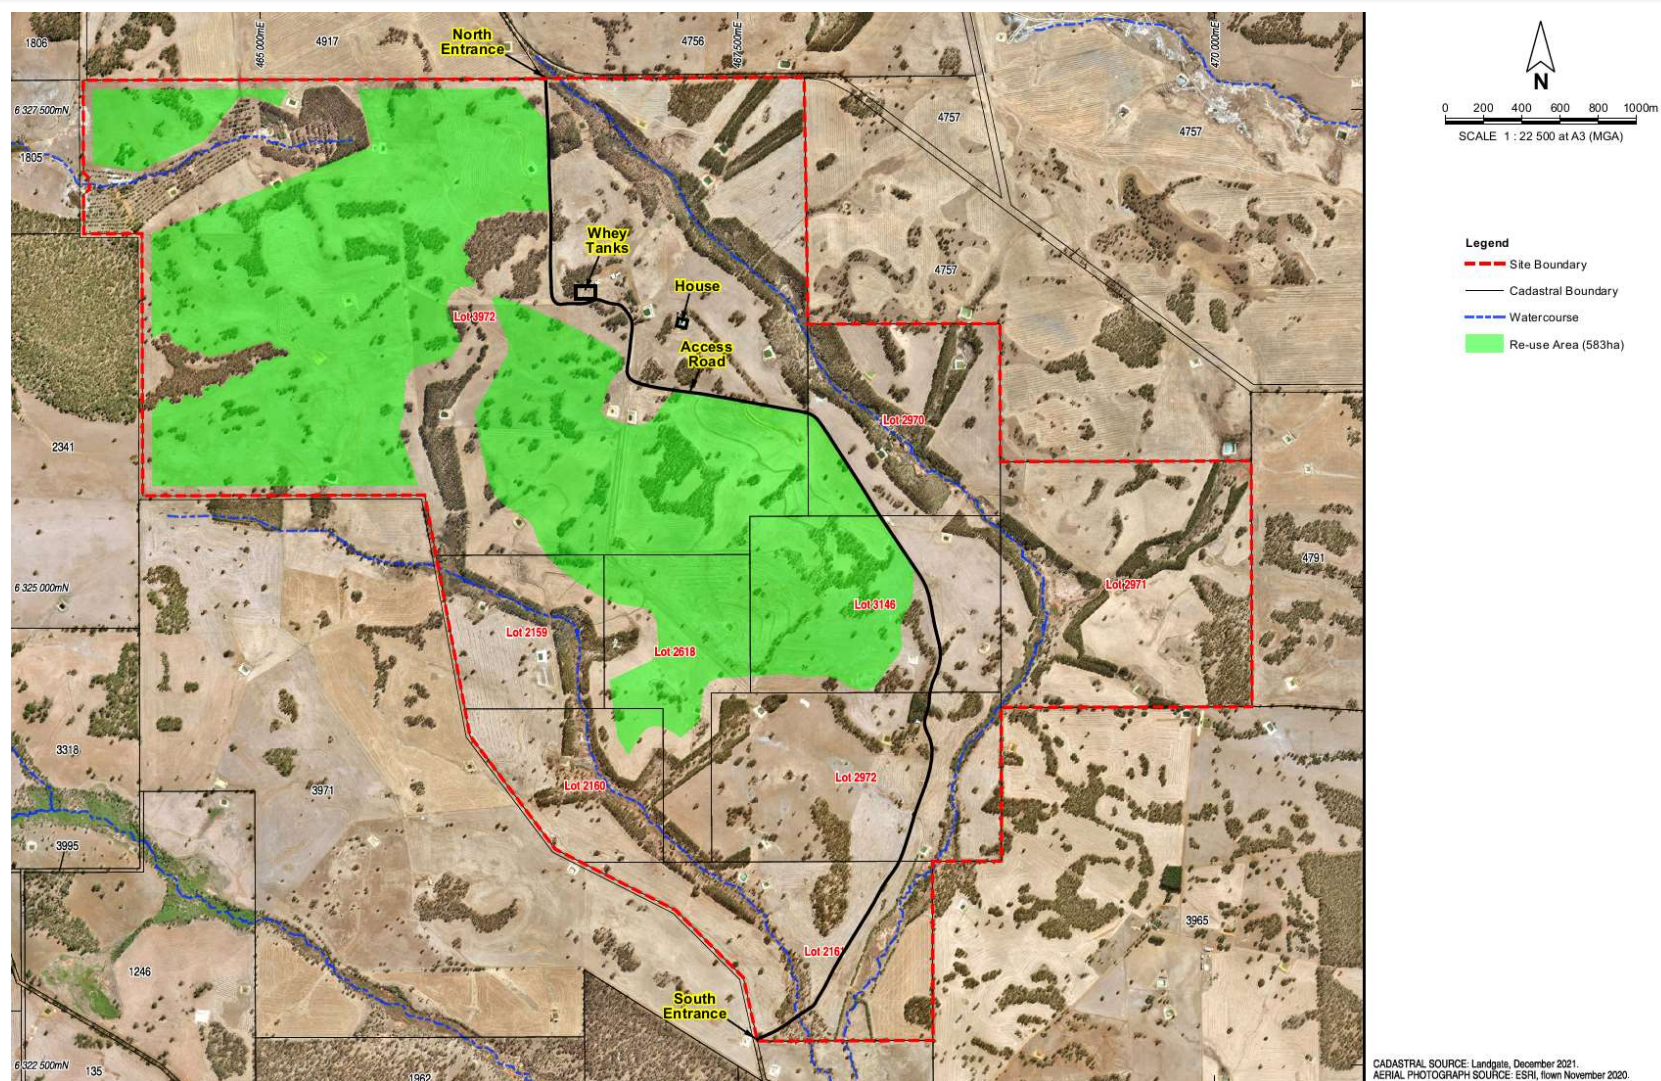 1806
465 000mE
4917
North
Entrance
4756
467 500mE
470 000mE
6 327 500mN
4757
4757
1805
Whey
Tanks
4757
House
Lot 3972
Access
Road
Lot 2970
2341
4791
Lot 2971
6 325 000mN
Lot 3146
Lot 2159
Lot 2618
3318
Lot 2972
Lot 2160
3971
3995
3965
Lot 2161
1246
South
Entrance
6 322 500mN
135
1962
N
0 200 400 600 800 1000m
SCALE 1 : 22 500 at A3 (MGA)
Legend
Site Boundary
Cadastral Boundary
Watercourse
Re-use Area (583ha)
CADASTRAL SOURCE: Landgate, December 2021.
AERIAL PHOTOGRAPH SOURCE: ESRI, flown November 2020.